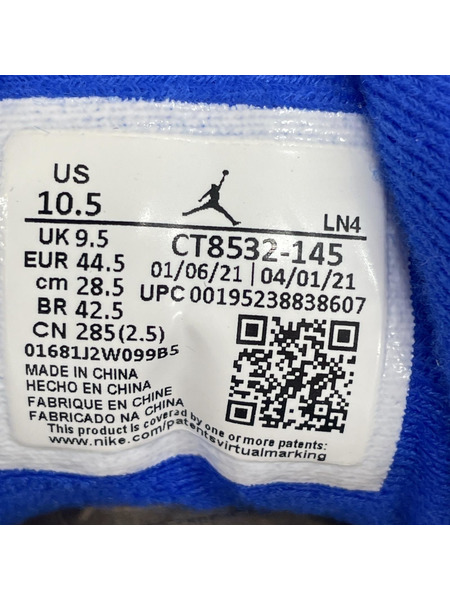 US
10.5
LN4
UK 9.5
EUR 44.5
cm 28.5
BR 42.5
CN 285(2.5)
CT8532-145
01/06/21 | 04/01/21
UPC 00195238838607
01681J2W099B5
MADE IN CHINA
HECHO EN CHINA
FABRIQUE EN CHINE
FABRICADO NA CHINA
This product is covered by one or more patents:
www.nike.com/patentsvirtualmarking